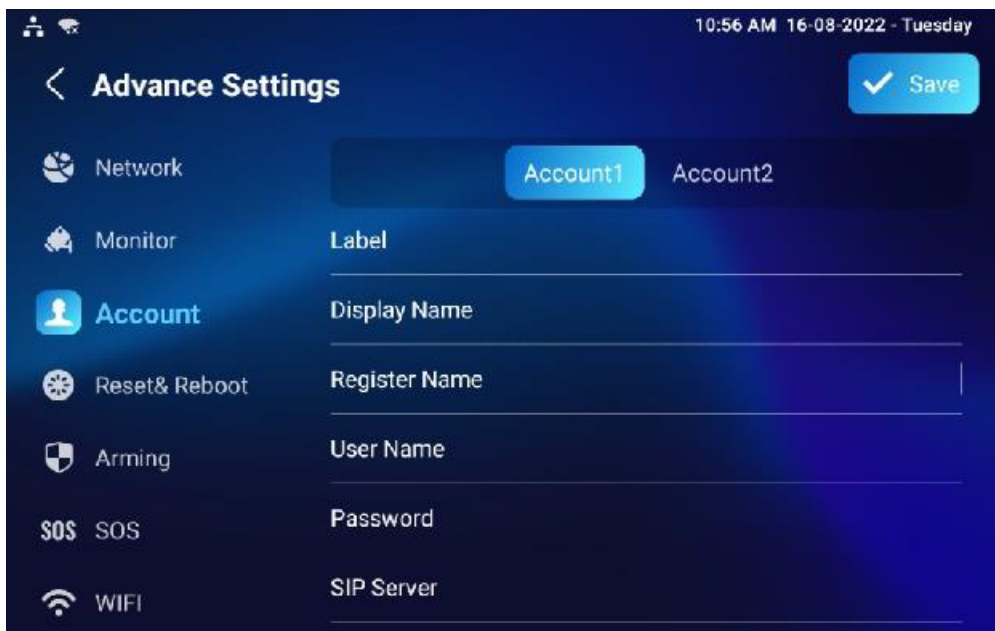 10:56 AM 16-08-2022 - Tuesday
Advance Settings
Save
Network
Monitor
Account
Reset& Reboot
Arming
SOS SOS
WIFI
Account1 Account2
Label
Display Name
Register Name
User Name
Password
SIP Server